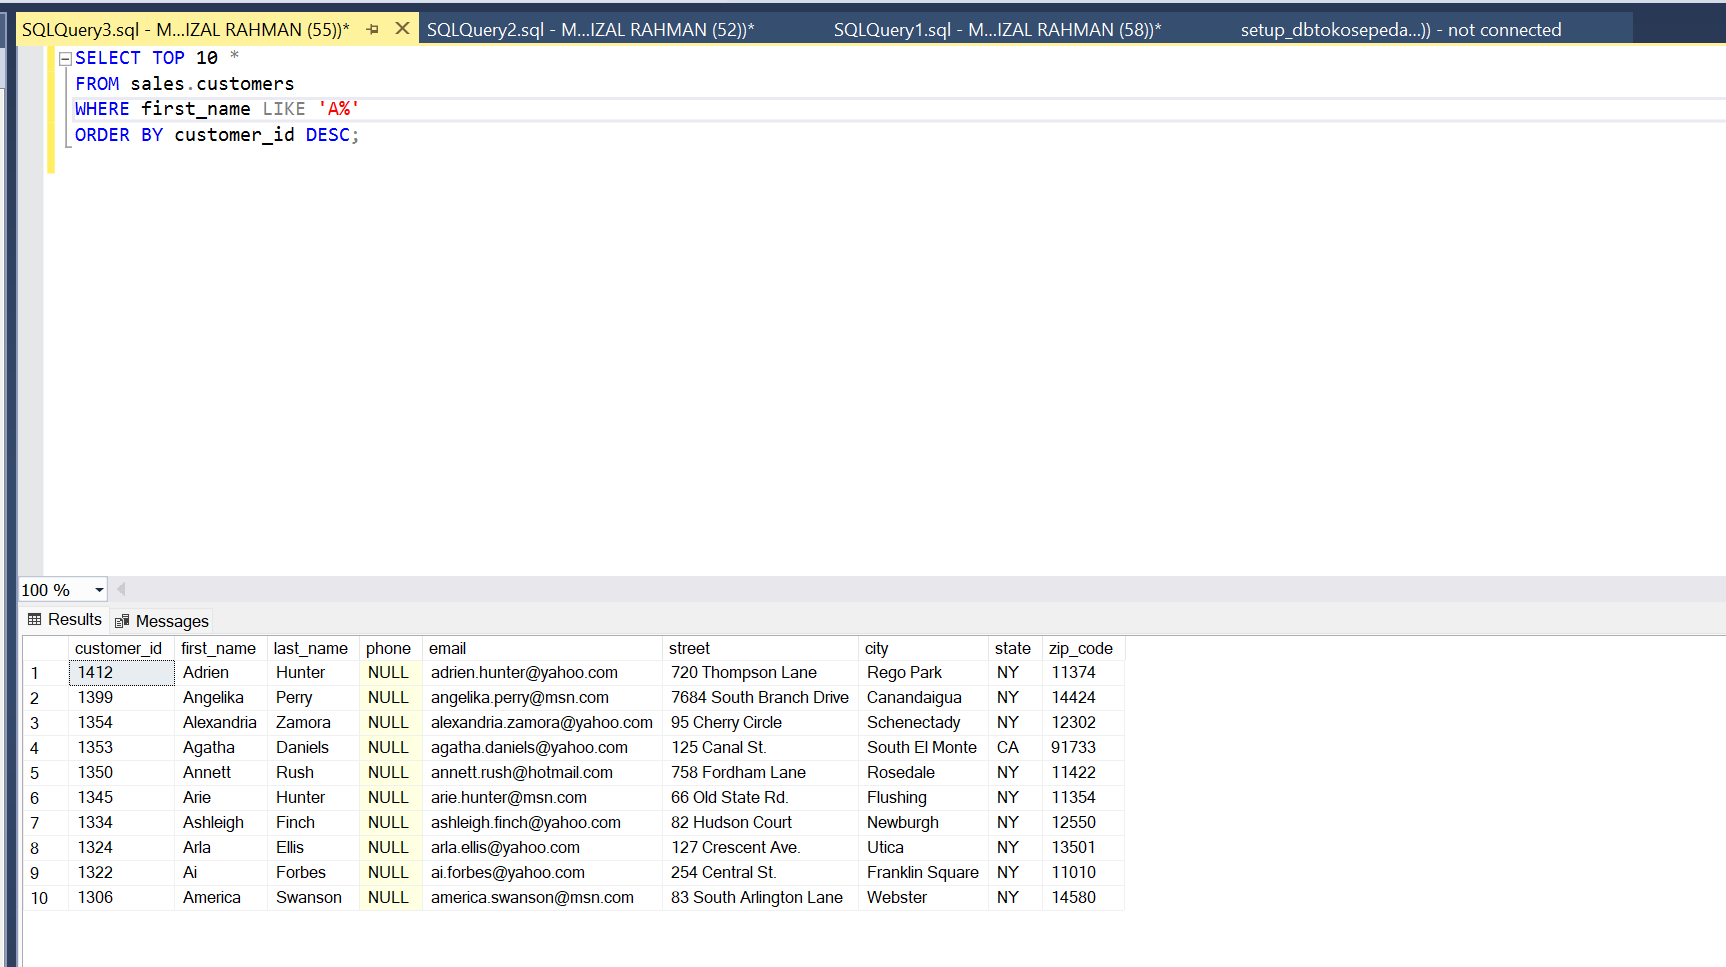 SQLQuery3.sql - M...IZAL RAHMAN (55))* SQLQuery2.sql - M...IZAL RAHMAN (52))* SQLQuery1.sql - M...IZAL RAHMAN (58))* setup_dbtokosepeda...)) - not connected
SELECT TOP 10 *
FROM sales.customers
WHERE first_name LIKE 'A%'
ORDER BY customer_id DESC;
100 %
Results Messages
customer_id first_name last_name phone email street city state zip_code
1 1412 Adrien Hunter NULL adrien.hunter@yahoo.com 720 Thompson Lane Rego Park NY 11374
2 1399 Angelika Perry NULL angelika.perry@msn.com 7684 South Branch Drive Canandaigua NY 14424
3 1354 Alexandria Zamora NULL alexandria.zamora@yahoo.com 95 Cherry Circle Schenectady NY 12302
4 1353 Agatha Daniels NULL agatha.daniels@yahoo.com 125 Canal St. South El Monte CA 91733
5 1350 Annett Rush NULL annett.rush@hotmail.com 758 Fordham Lane Rosedale NY 11422
6 1345 Arie Hunter NULL arie.hunter@msn.com 66 Old State Rd. Flushing NY 11354
7 1334 Ashleigh Finch NULL ashleigh.finch@yahoo.com 82 Hudson Court Newburgh NY 12550
8 1324 Arla Ellis NULL arla.ellis@yahoo.com 127 Crescent Ave. Utica NY 13501
9 1322 Ai Forbes NULL ai.forbes@yahoo.com 254 Central St. Franklin Square NY 11010
10 1306 America Swanson NULL america.swanson@msn.com 83 South Arlington Lane Webster NY 14580